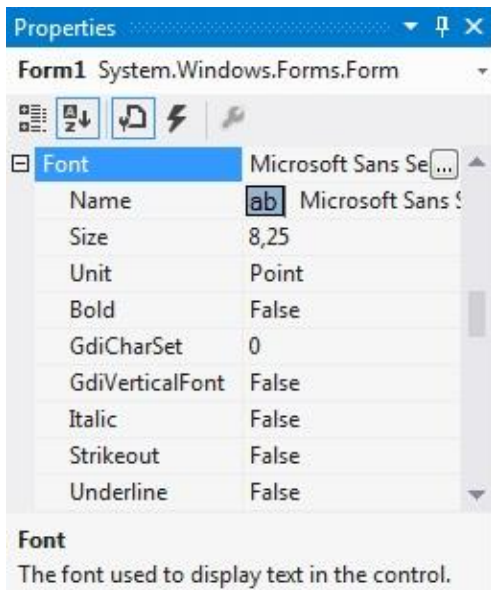 Properties
Form1 System.Windows.Forms.Form
Font Microsoft Sans Se ...
Name ab Microsoft Sans S
Size 8,25
Unit Point
Bold False
GdiCharSet 0
GdiVerticalFont False
Italic False
Strikeout False
Underline False
Font
The font used to display text in the control.